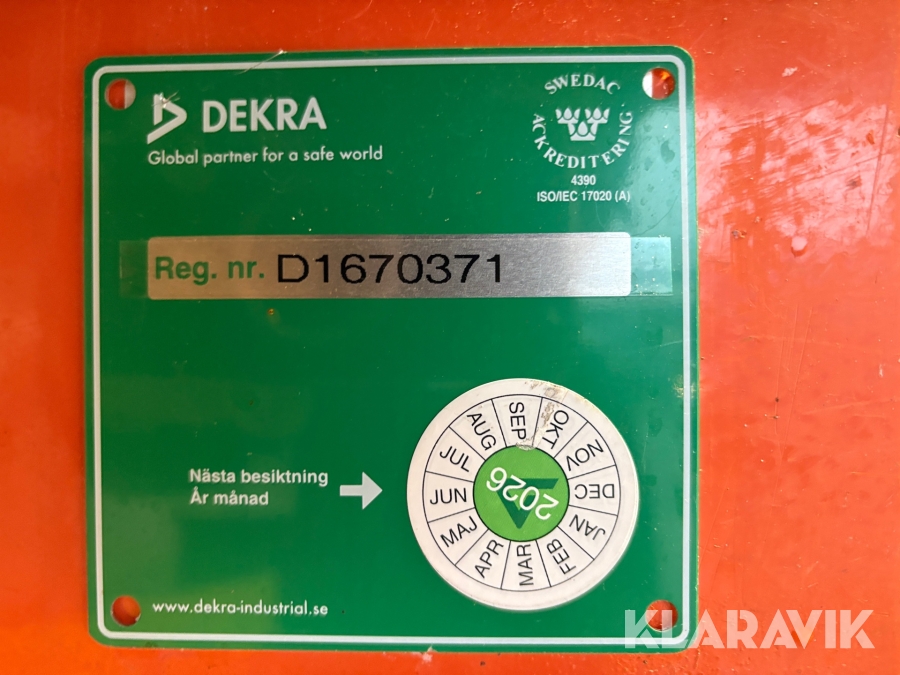 DEKRA
Global partner for a safe world
SWEDAC
ACKREDITERING
4390
ISO/IEC 17020 (A)
Reg. nr. D1670371
Nästa besiktning
År månad
JAN
FEB
MAR
APR
MAJ
JUN
JUL
AUG
SEP
OKT
NOV
DEC
2026
www.dekra-industrial.se
KLARAVIK